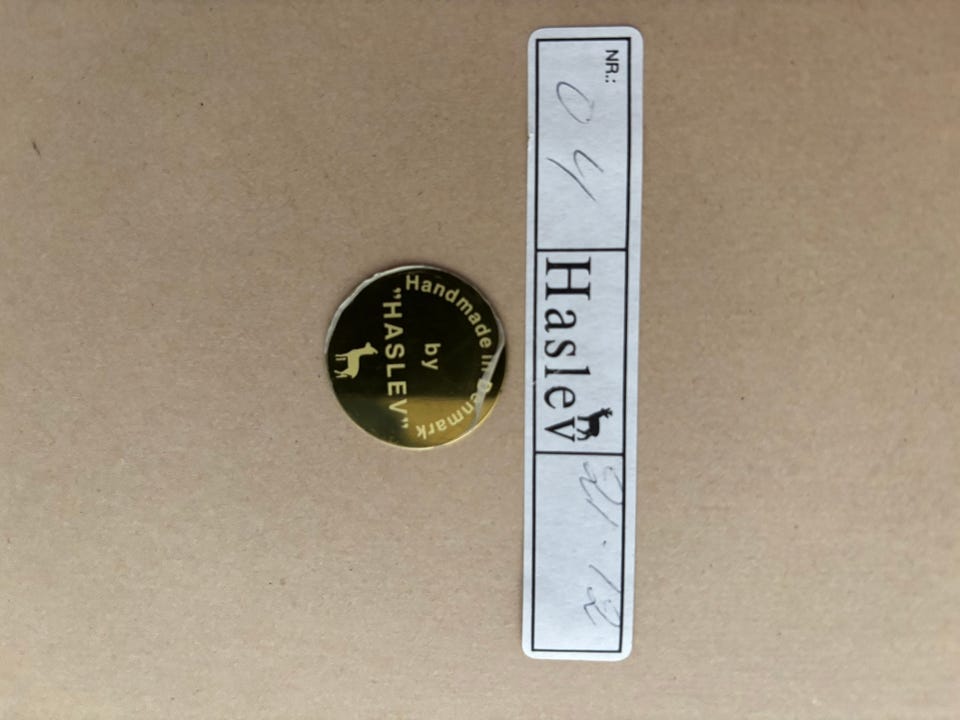 NR.: 04 Haslev 21.12
Handmade in Denmark
by
"HASLEV"